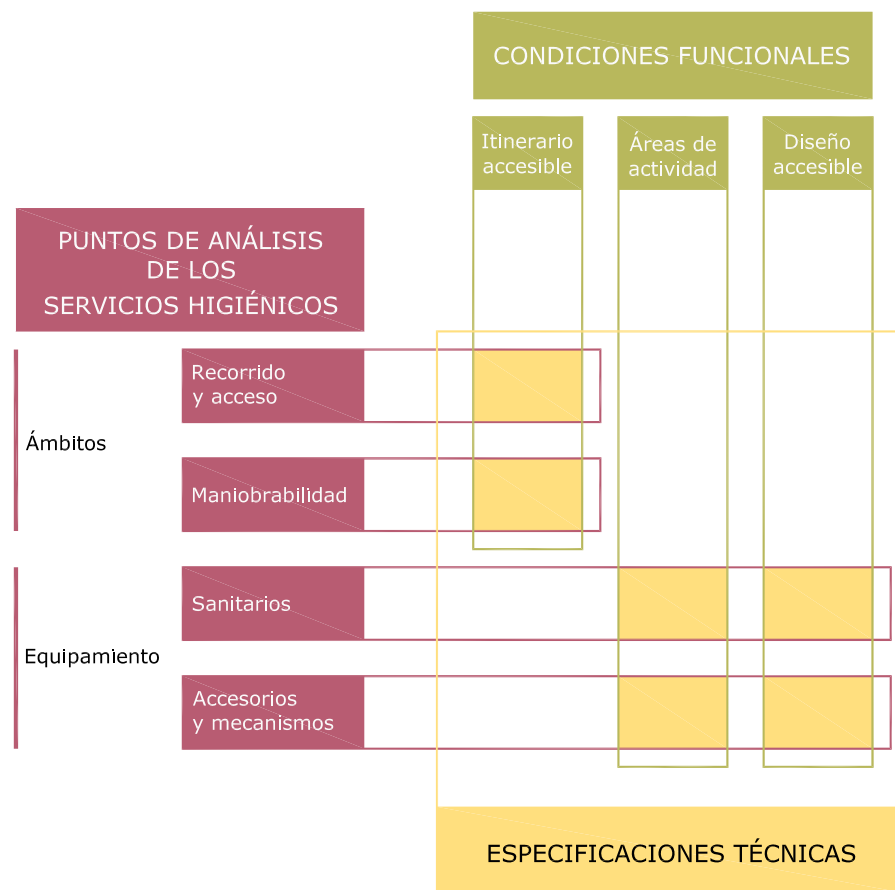 CONDICIONES FUNCIONALES
Itinerario
accesible
Áreas de
actividad
Diseño
accesible
PUNTOS DE ANÁLISIS
DE LOS
SERVICIOS HIGIÉNICOS
Ámbitos
Recorrido
y acceso
Maniobrabilidad
Equipamiento
Sanitarios
Accesorios
y mecanismos
ESPECIFICACIONES TÉCNICAS